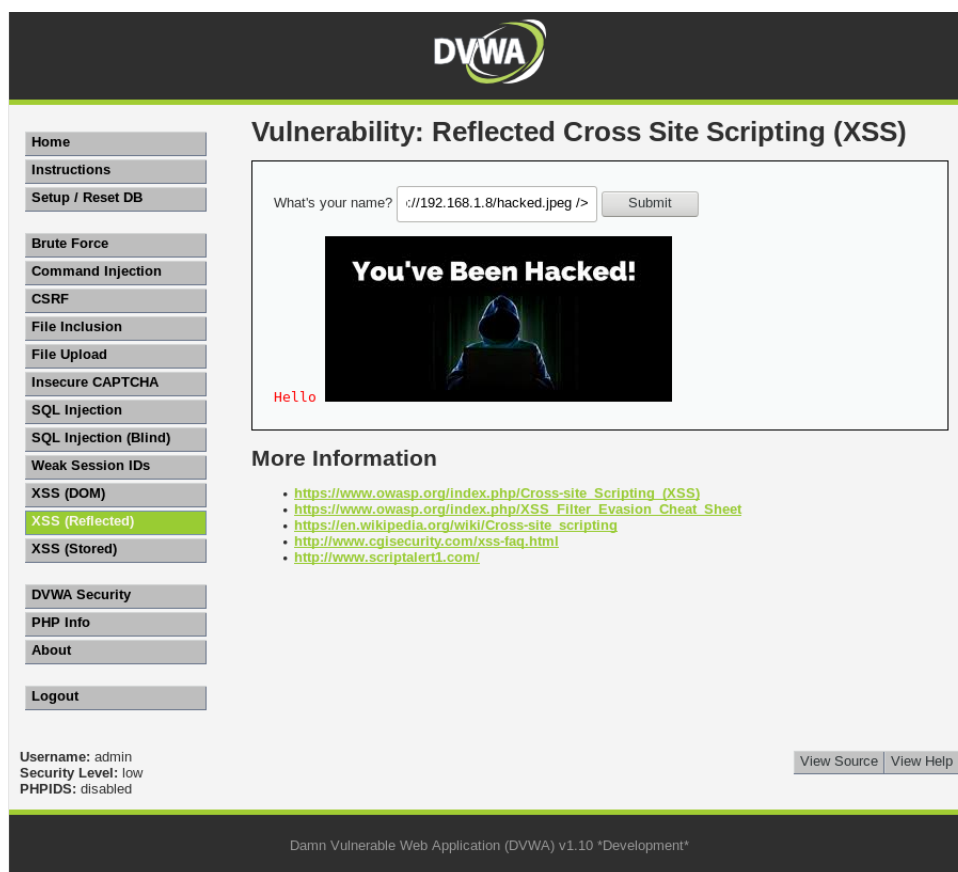 DVWA
Home
Instructions
Setup / Reset DB
Brute Force
Command Injection
CSRF
File Inclusion
File Upload
Insecure CAPTCHA
SQL Injection
SQL Injection (Blind)
Weak Session IDs
XSS (DOM)
XSS (Reflected)
XSS (Stored)
DVWA Security
PHP Info
About
Logout
Vulnerability: Reflected Cross Site Scripting (XSS)
What's your name? ://192.168.1.8/hacked.jpeg /> Submit
You've Been Hacked!
Hello
More Information
https://www.owasp.org/index.php/Cross-site_Scripting_(XSS)
https://www.owasp.org/index.php/XSS_Filter_Evasion_Cheat_Sheet
https://en.wikipedia.org/wiki/Cross-site_scripting
http://www.cgisecurity.com/xss-faq.html
http://www.scriptalert1.com/
Username: admin
Security Level: low
PHPIDS: disabled
View Source View Help
Damn Vulnerable Web Application (DVWA) v1.10 *Development*